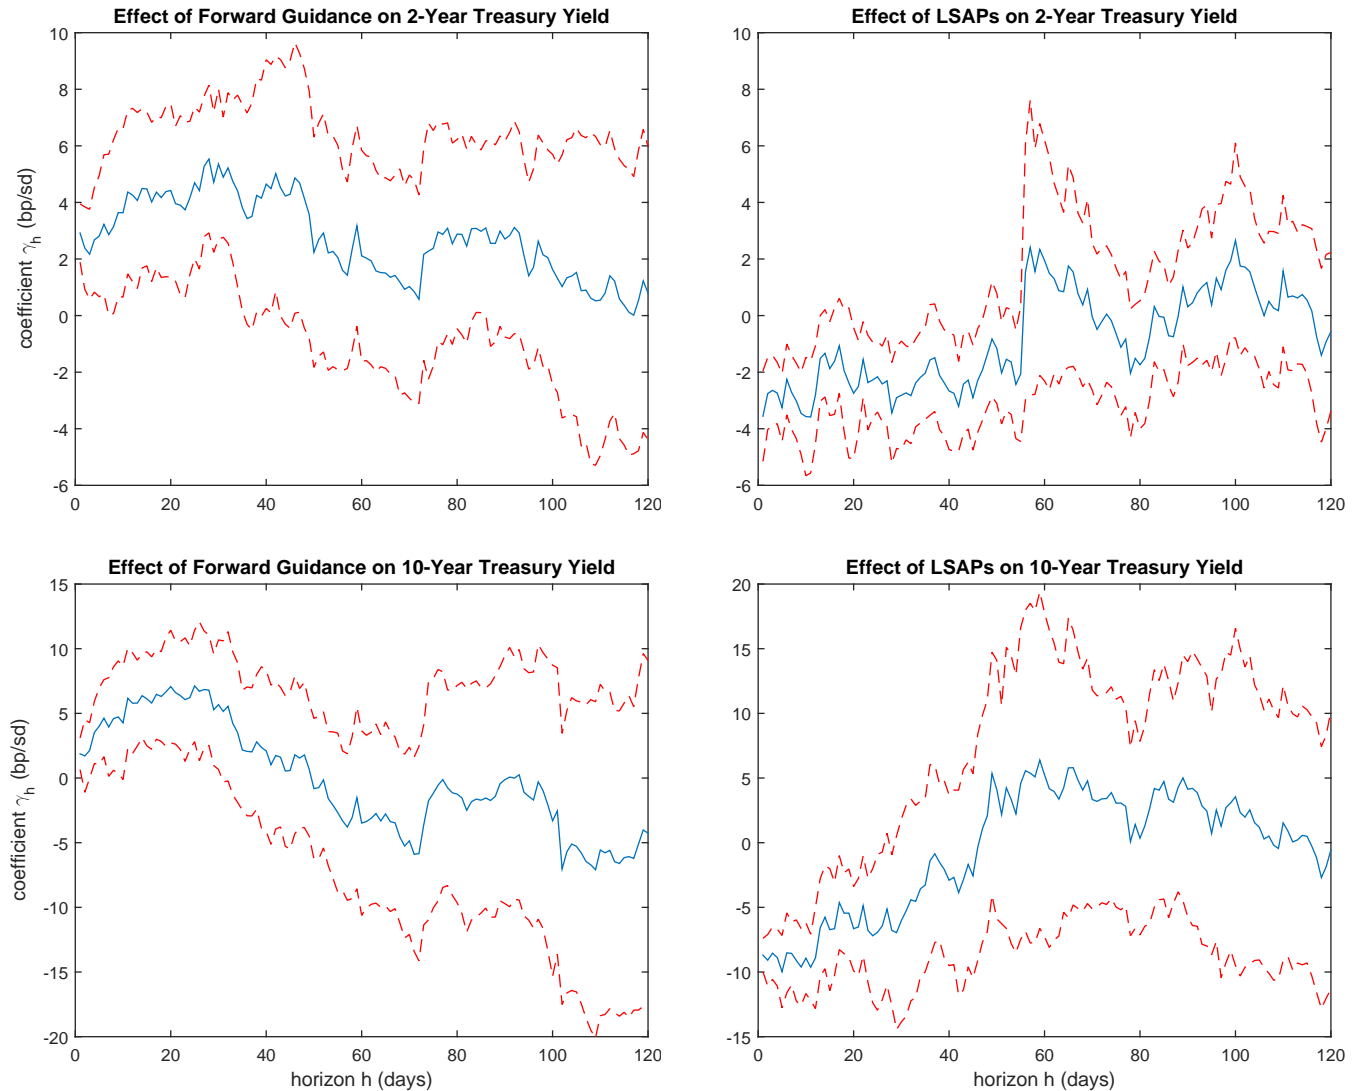 Effect of Forward Guidance on 2-Year Treasury Yield
coefficient γh (bp/sd)
10
8
6
4
2
0
-2
-4
-6
0 20 40 60 80 100 120
Effect of LSAPs on 2-Year Treasury Yield
10
8
6
4
2
0
-2
-4
-6
0 20 40 60 80 100 120
Effect of Forward Guidance on 10-Year Treasury Yield
coefficient γh (bp/sd)
15
10
5
0
-5
-10
-15
-20
0 20 40 60 80 100 120
horizon h (days)
Effect of LSAPs on 10-Year Treasury Yield
20
15
10
5
0
-5
-10
-15
0 20 40 60 80 100 120
horizon h (days)